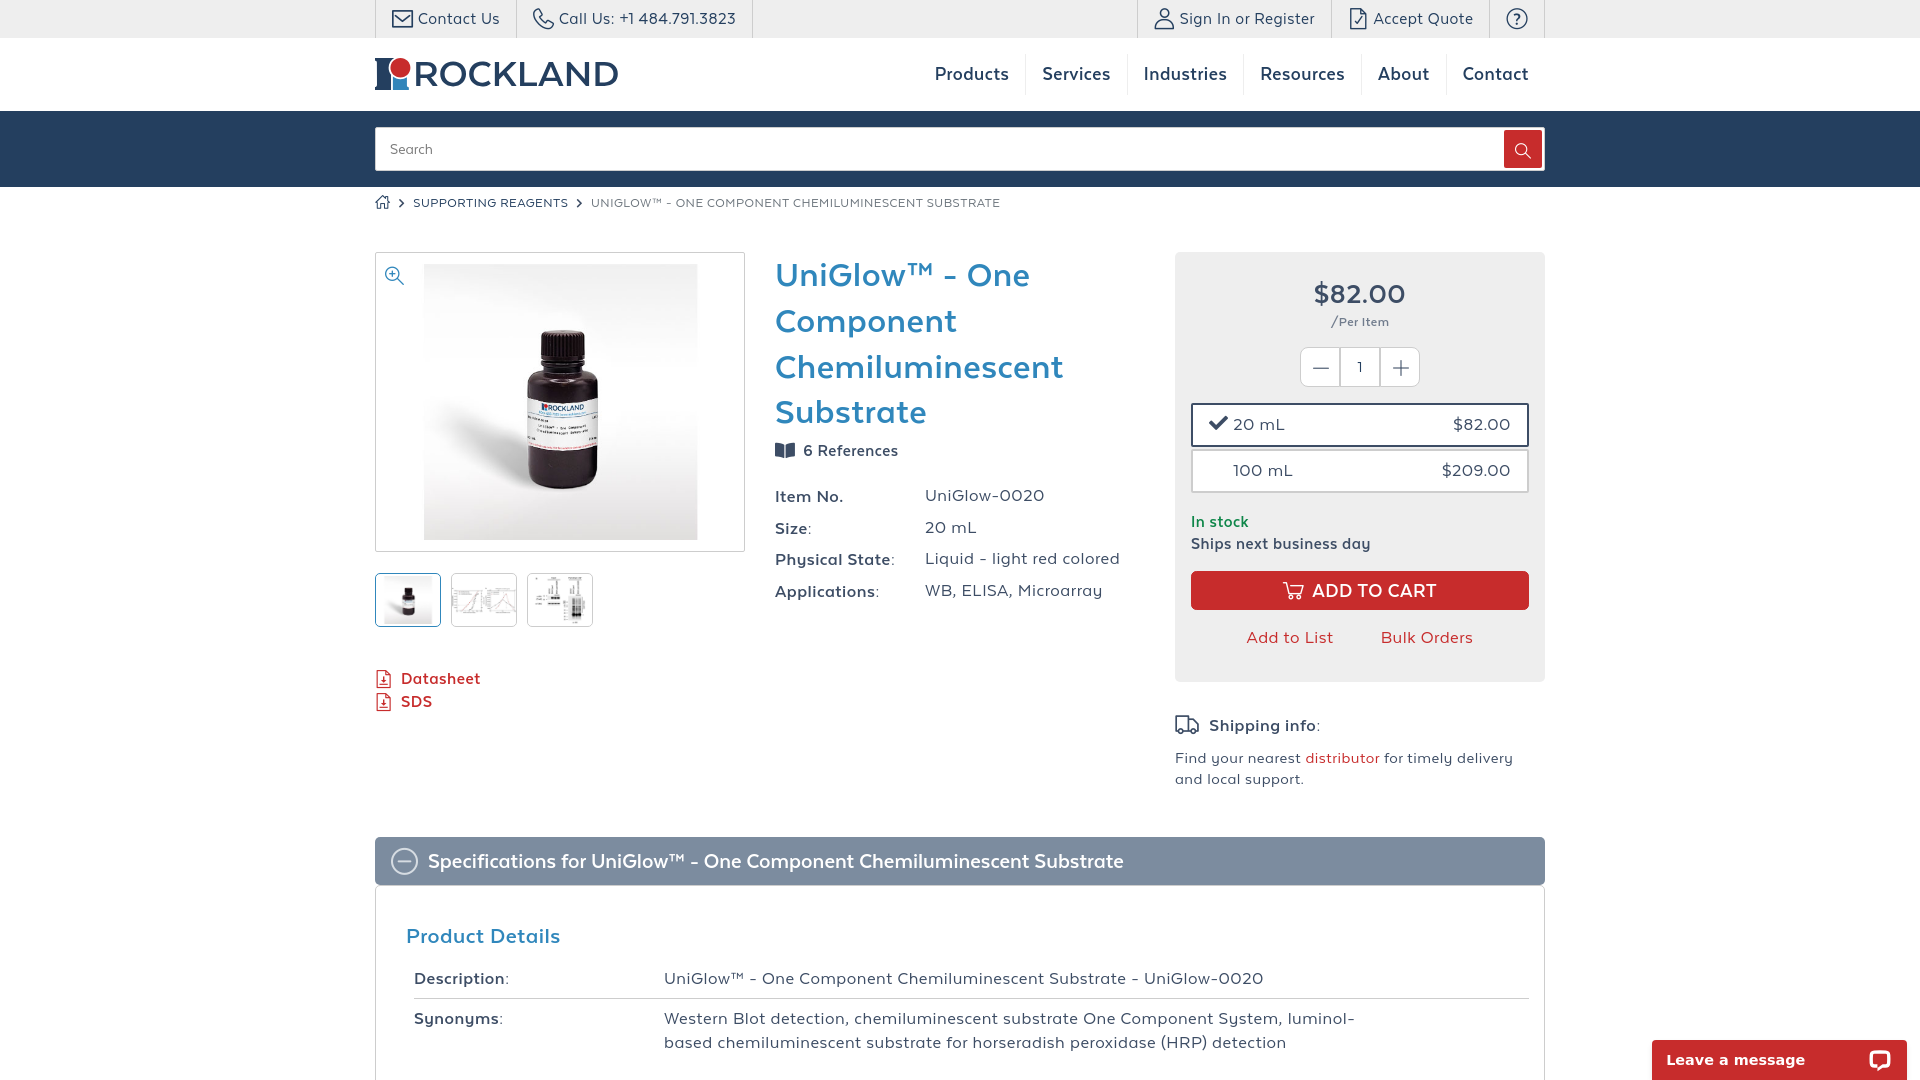 Contact Us
Call Us: +1 484.791.3823
Sign In or Register
Accept Quote
?
ROCKLAND
Products
Services
Industries
Resources
About
Contact
Search
SUPPORTING REAGENTS
UNIGLOW™ - ONE COMPONENT CHEMILUMINESCENT SUBSTRATE
ROCKLAND
UniGlow™ - One
Component
Chemiluminescent
Substrate
6 References
Item No. UniGlow-0020
Size: 20 mL
Physical State: Liquid - light red colored
Applications: WB, ELISA, Microarray
Datasheet
SDS
$82.00
/Per Item
1
20 mL $82.00
100 mL $209.00
In stock
Ships next business day
ADD TO CART
Add to List
Bulk Orders
Shipping info:
Find your nearest distributor for timely delivery
and local support.
Specifications for UniGlow™ - One Component Chemiluminescent Substrate
Product Details
Description: UniGlow™ - One Component Chemiluminescent Substrate - UniGlow-0020
Synonyms: Western Blot detection, chemiluminescent substrate One Component System, luminol-
based chemiluminescent substrate for horseradish peroxidase (HRP) detection
Leave a message